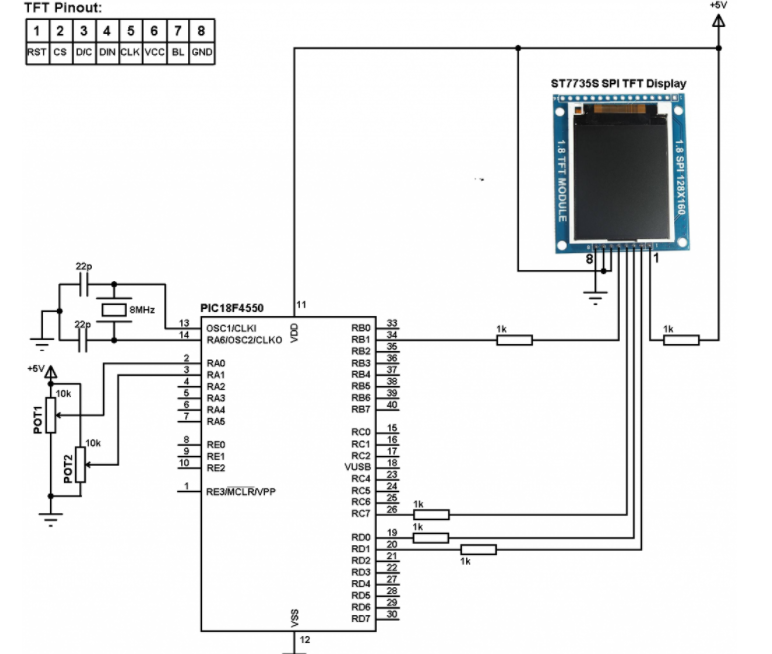 TFT Pinout:
1 2 3 4 5 6 7 8
RST CS D/C DIN CLK VCC BL GND
+5V
ST7735S SPI TFT Display
1.8 TFT MODULE
1.8 SPI 128X160
8 1
22p
8MHz
22p
PIC18F4550
11
VDD
13 OSC1/CLKI
14 RA6/OSC2/CLKO
2 RA0
3 RA1
4 RA2
5 RA3
6 RA4
7 RA5
8 RE0
9 RE1
10 RE2
1 RE3/MCLR/VPP
RB0 33
RB1 34
RB2 35
RB3 36
RB4 37
RB5 38
RB6 39
RB7 40
RC0 15
RC1 16
RC2 17
VUSB 18
RC4 23
RC5 24
RC6 25
RC7 26
RD0 19
RD1 20
RD2 21
RD3 22
RD4 27
RD5 28
RD6 29
RD7 30
VSS
12
+5V
10k
POT1
10k
POT2
1k
1k
1k
1k
1k